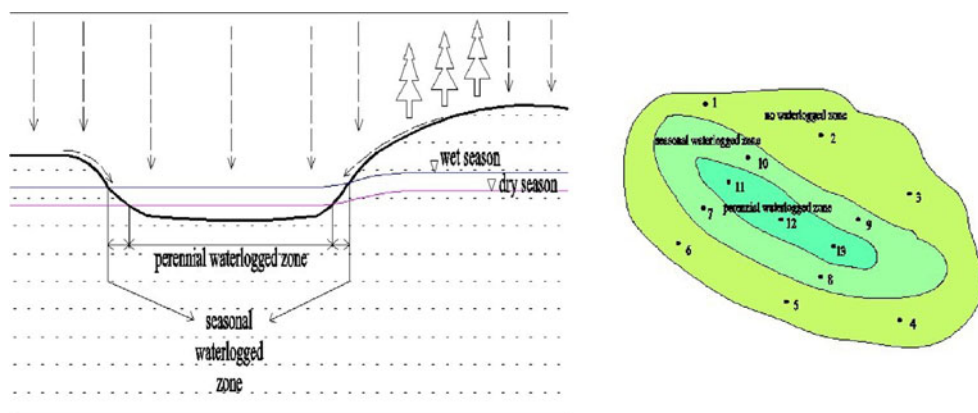 wet season
dry season
perennial waterlogged zone
seasonal
waterlogged
zone
1
no waterlogged zone
2
seasonal waterlogged zone
10
11
3
7
perennial waterlogged zone
12
9
6
13
8
5
4